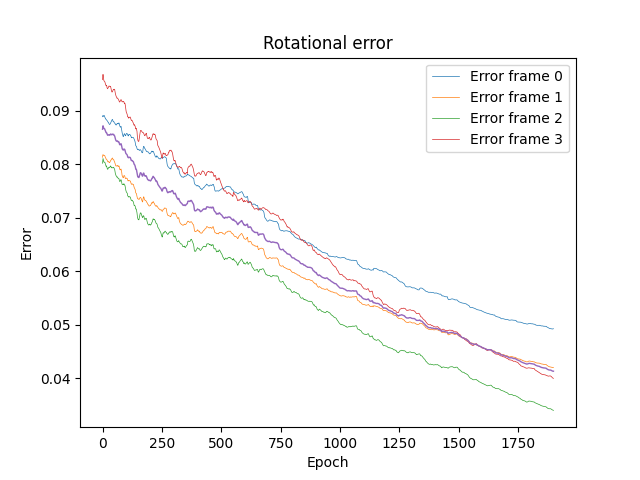 Rotational error
Error frame 0
Error frame 1
Error frame 2
Error frame 3
0.09
0.08
0.07
0.06
0.05
0.04
Error
0
250
500
750
1000
1250
1500
1750
Epoch